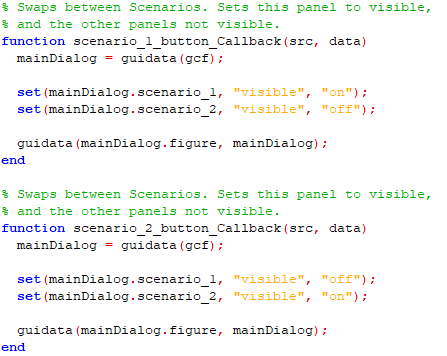 % Swaps between Scenarios. Sets this panel to visible,
% and the other panels not visible.
function scenario_1_button_Callback(src, data)
  mainDialog = guidata(gcf);

  set(mainDialog.scenario_1, "visible", "on");
  set(mainDialog.scenario_2, "visible", "off");

  guidata(mainDialog.figure, mainDialog);
end

% Swaps between Scenarios. Sets this panel to visible,
% and the other panels not visible.
function scenario_2_button_Callback(src, data)
  mainDialog = guidata(gcf);

  set(mainDialog.scenario_1, "visible", "off");
  set(mainDialog.scenario_2, "visible", "on");

  guidata(mainDialog.figure, mainDialog);
end